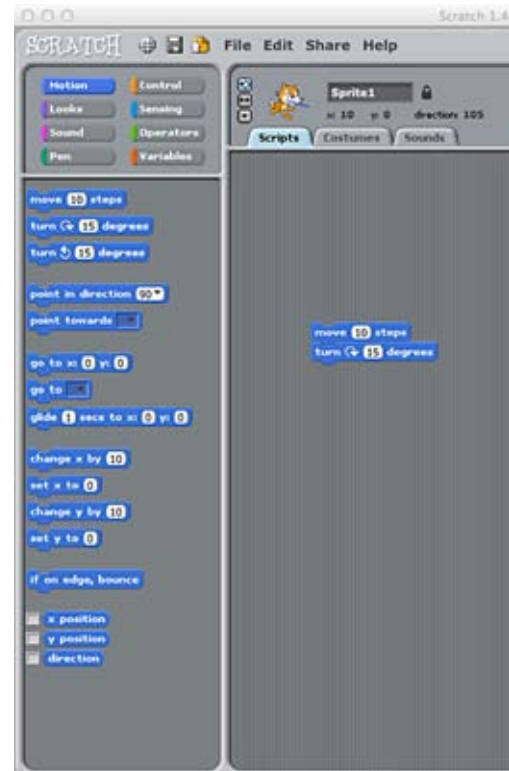 Scratch 1.4
SCRATCH File Edit Share Help
Motion Control
Looks Sensing
Sound Operators
Pen Variables
Sprite1
x: 10 y: 0 direction: 105
Scripts Costumes Sounds
move 10 steps
turn 15 degrees
turn 15 degrees
point in direction 90
point towards
go to x: 0 y: 0
go to
glide 1 secs to x: 0 y: 0
change x by 10
set x to 0
change y by 10
set y to 0
if on edge, bounce
x position
y position
direction
move 10 steps
turn 15 degrees